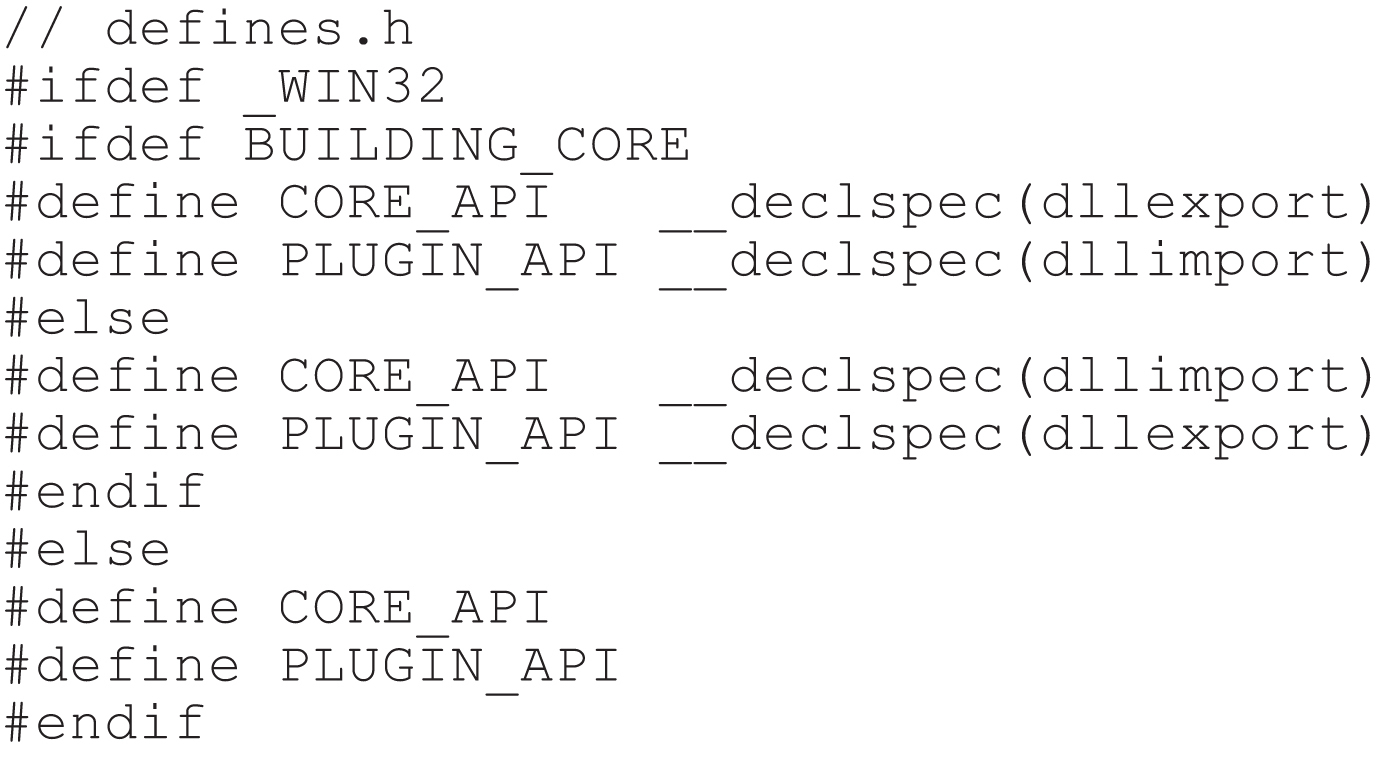 // defines.h
#ifdef _WIN32
#ifdef BUILDING_CORE
#define CORE_API   __declspec(dllexport)
#define PLUGIN_API __declspec(dllimport)
#else
#define CORE_API   __declspec(dllimport)
#define PLUGIN_API __declspec(dllexport)
#endif
#else
#define CORE_API
#define PLUGIN_API
#endif